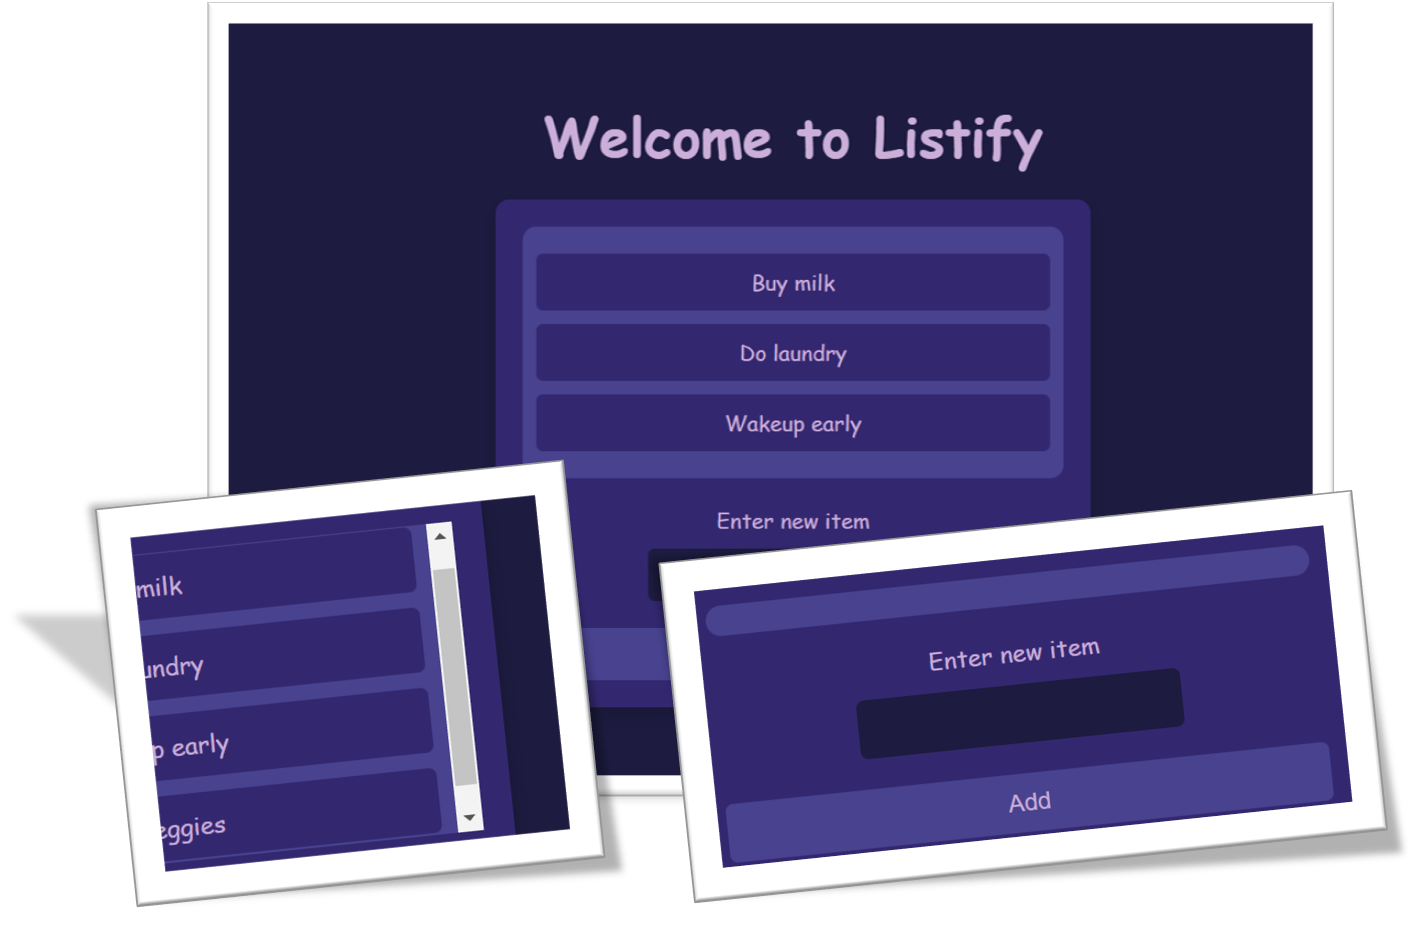 Welcome to Listify
Buy milk
Do laundry
Wakeup early
Enter new item
milk
undry
p early
eggies
Enter new item
Add